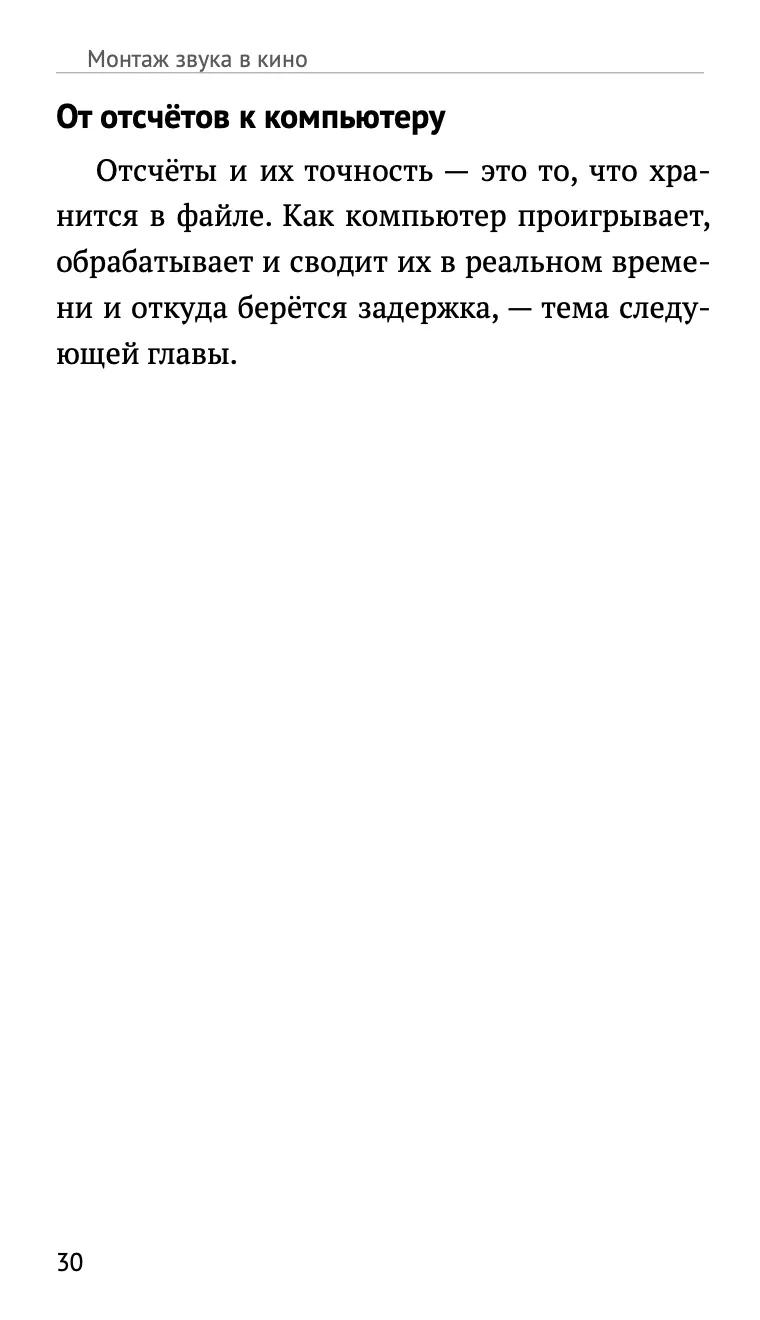 Монтаж звука в кино
От отсчётов к компьютеру
Отсчёты и их точность — это то, что хра-
нится в файле. Как компьютер проигрывает,
обрабатывает и сводит их в реальном време-
ни и откуда берётся задержка, — тема следу-
ющей главы.
30